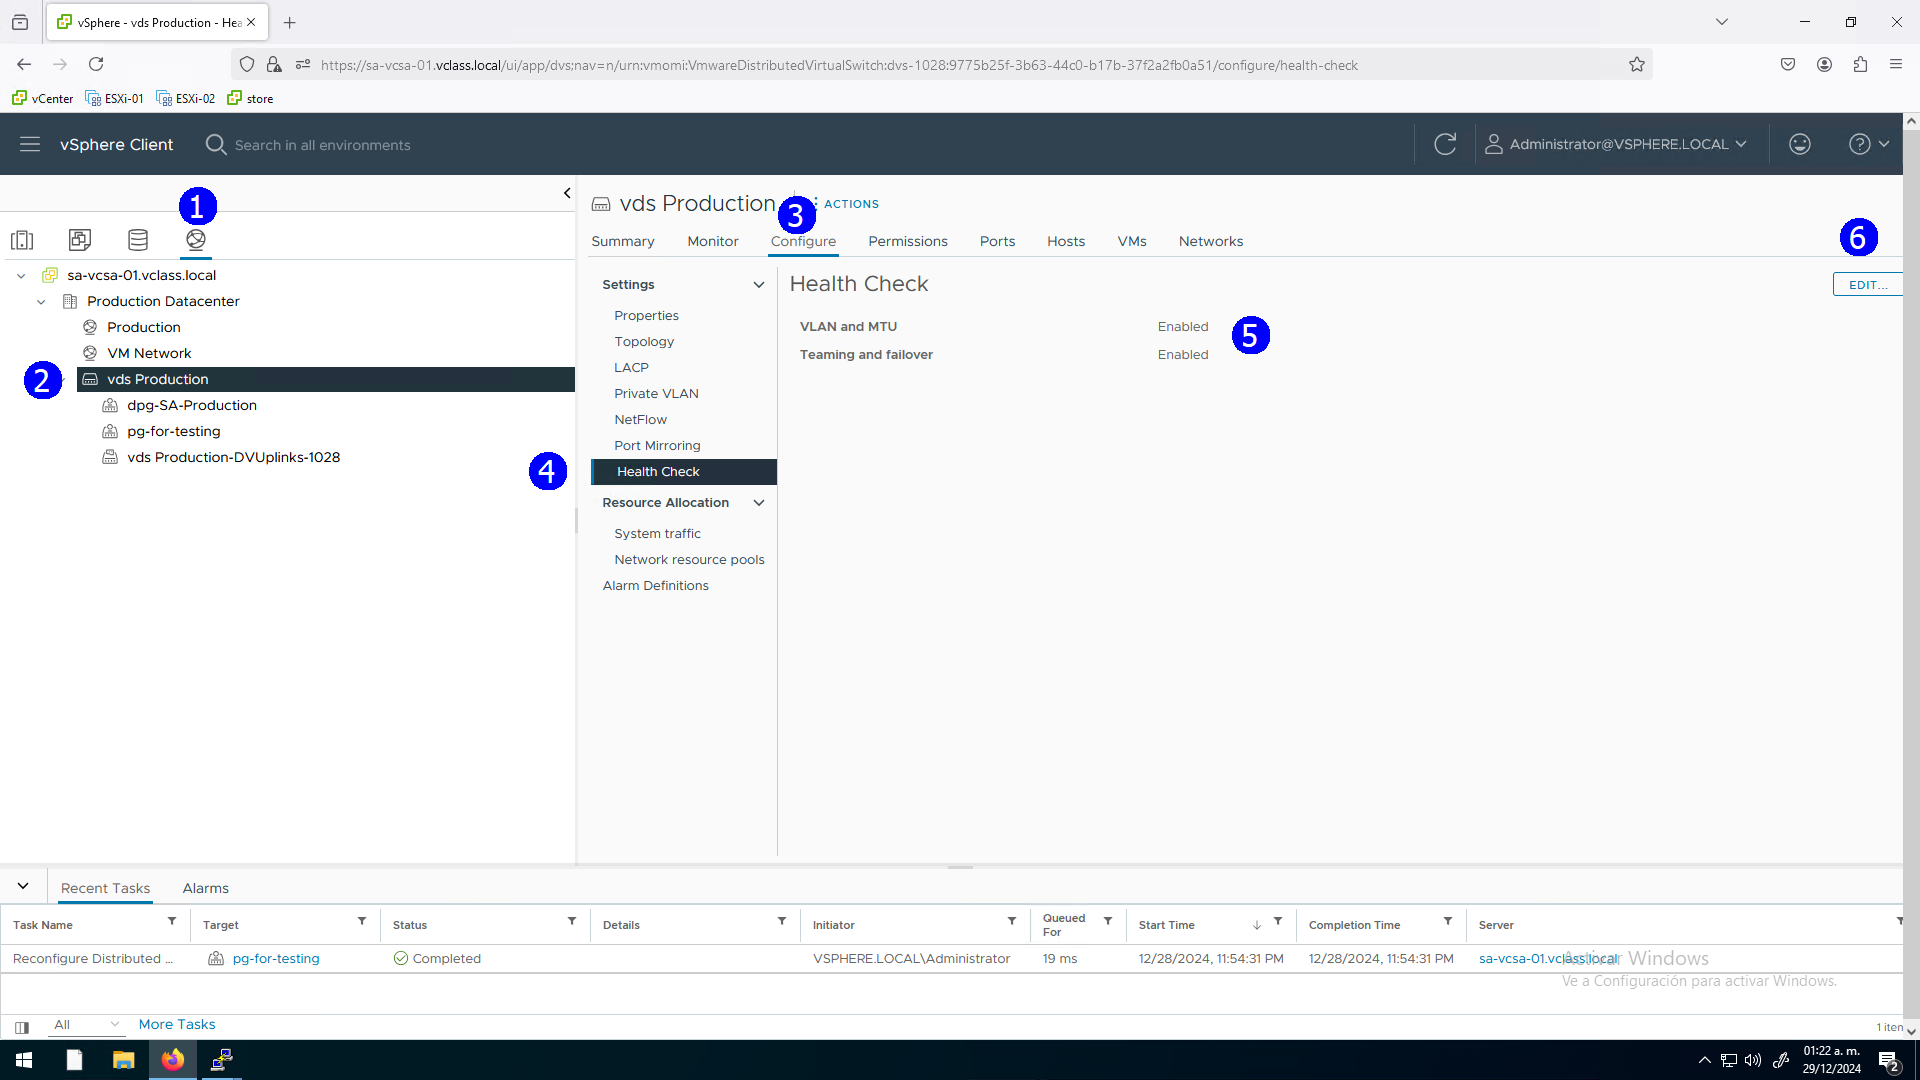 vSphere - vds Production - Hea
https://sa-vcsa-01.vclass.local/ui/app/dvs;nav=n/urn:vmomi:VmwareDistributedVirtualSwitch:dvs-1028:9775b25f-3b63-44c0-b17b-37f2a2fb0a51/configure/health-check
vCenter ESXi-01 ESXi-02 store
vSphere Client Search in all environments Administrator@VSPHERE.LOCAL
1
vds Production ACTIONS
3
Summary Monitor Configure Permissions Ports Hosts VMs Networks
6
sa-vcsa-01.vclass.local
Production Datacenter
Production
VM Network
2
vds Production
dpg-SA-Production
pg-for-testing
vds Production-DVUplinks-1028
4
Settings
Properties
Topology
LACP
Private VLAN
NetFlow
Port Mirroring
Health Check
Resource Allocation
System traffic
Network resource pools
Alarm Definitions
Health Check
EDIT...
VLAN and MTU Enabled
5
Teaming and failover Enabled
Recent Tasks Alarms
Task Name Target Status Details Initiator Queued For Start Time Completion Time Server
Reconfigure Distributed ... pg-for-testing Completed VSPHERE.LOCAL\Administrator 19 ms 12/28/2024, 11:54:31 PM 12/28/2024, 11:54:31 PM sa-vcsa-01.vclass.local
Activar Windows
Ve a Configuración para activar Windows.
All More Tasks
1 item
01:22 a. m.
29/12/2024
2